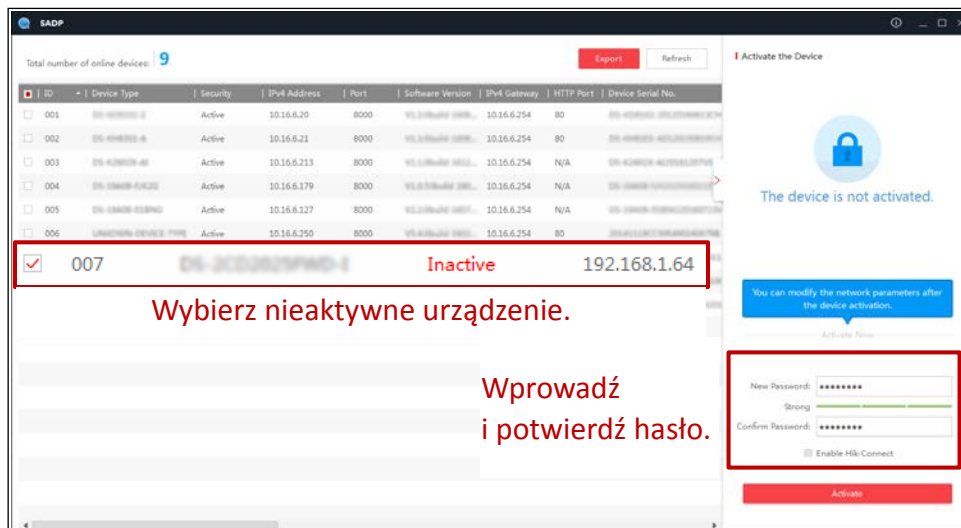 SADP
Total number of online devices: 9
Export
Refresh
ID | Device Type | Security | IPv4 Address | Port | Software Version | IPv4 Gateway | HTTP Port | Device Serial No.
001 Active 10.16.6.20 8000 10.16.6.254 80
002 Active 10.16.6.21 8000 10.16.6.254 80
003 Active 10.16.6.213 8000 10.16.6.254 N/A
004 Active 10.16.6.179 8000 10.16.6.254 N/A
005 Active 10.16.6.127 8000 10.16.6.254 N/A
006 Active 10.16.6.250 8000 10.16.6.254 80
007 Inactive 192.168.1.64
Wybierz nieaktywne urządzenie.
Wprowadź
i potwierdź hasło.
Activate the Device
The device is not activated.
You can modify the network parameters after
the device activation.
Activate Now
New Password: ●●●●●●●●
Strong
Confirm Password: ●●●●●●●●
Enable Hik-Connect
Activate